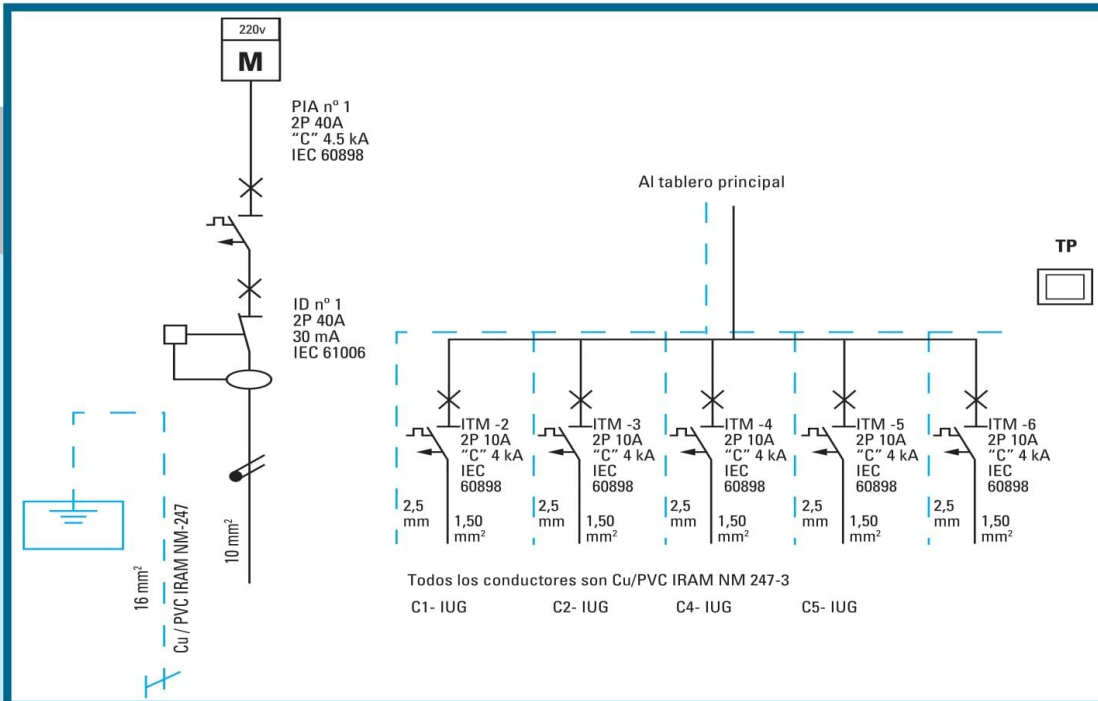 220v
M
PIA nº 1
2P 40A
“C” 4.5 kA
IEC 60898
ID nº 1
2P 40A
30 mA
IEC 61006
16 mm²
Cu / PVC IRAM NM-247
10 mm²
Al tablero principal
TP
ITM -2
2P 10A
“C” 4 kA
IEC
60898
2,5
mm
1,50
mm²
ITM -3
2P 10A
“C” 4 kA
IEC
60898
2,5
mm
1,50
mm²
ITM -4
2P 10A
“C” 4 kA
IEC
60898
2,5
mm
1,50
mm²
ITM -5
2P 10A
“C” 4 kA
IEC
60898
2,5
mm
1,50
mm²
ITM -6
2P 10A
“C” 4 kA
IEC
60898
2,5
mm
1,50
mm²
Todos los conductores son Cu/PVC IRAM NM 247-3
C1- IUG
C2- IUG
C4- IUG
C5- IUG